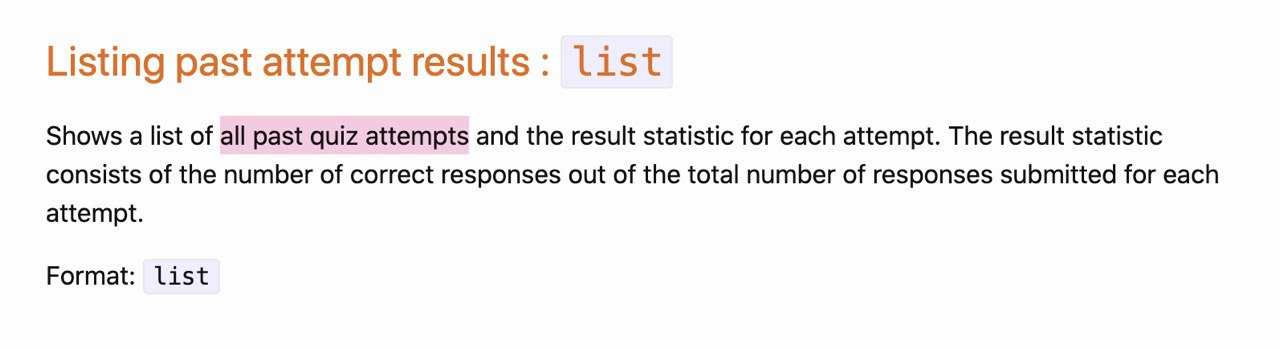 Listing past attempt results : list
Shows a list of all past quiz attempts and the result statistic for each attempt. The result statistic
consists of the number of correct responses out of the total number of responses submitted for each
attempt.
Format: list